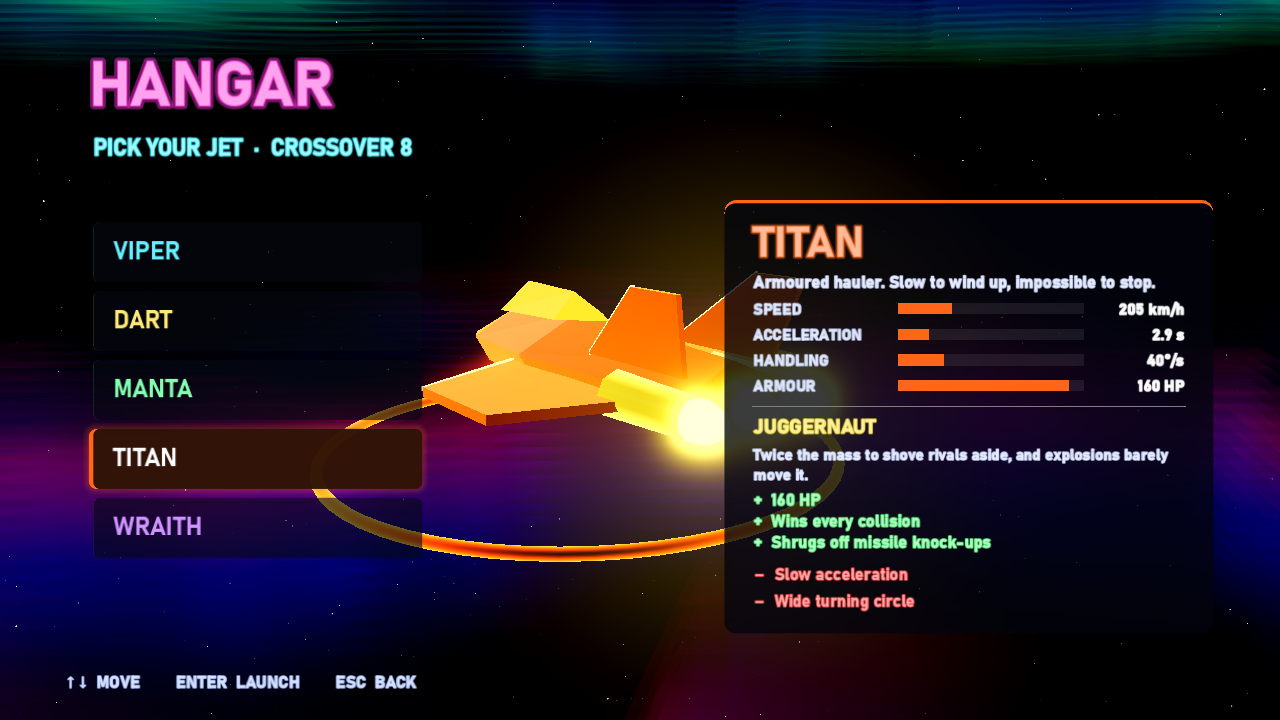 HANGAR
PICK YOUR JET · CROSSOVER 8
VIPER
DART
MANTA
TITAN
WRAITH
TITAN
Armoured hauler. Slow to wind up, impossible to stop.
SPEED 205 km/h
ACCELERATION 2.9 s
HANDLING 40°/s
ARMOUR 160 HP
JUGGERNAUT
Twice the mass to shove rivals aside, and explosions barely
move it.
+ 160 HP
+ Wins every collision
+ Shrugs off missile knock-ups
– Slow acceleration
– Wide turning circle
↑↓ MOVE ENTER LAUNCH ESC BACK